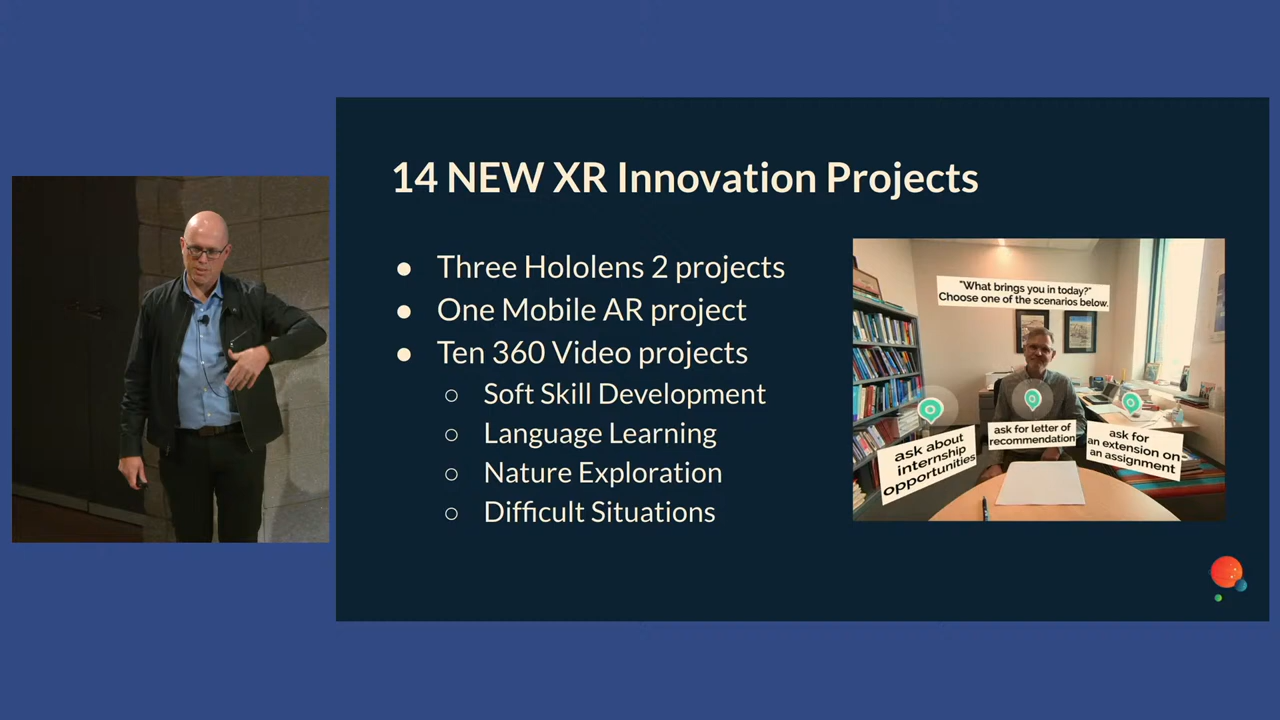 14 NEW XR Innovation Projects
● Three Hololens 2 projects
● One Mobile AR project
● Ten 360 Video projects
○ Soft Skill Development
○ Language Learning
○ Nature Exploration
○ Difficult Situations
"What brings you in today?"
Choose one of the scenarios below.
ask about
internship
opportunities
ask for letter of
recommendation
ask for
an extension on
an assignment